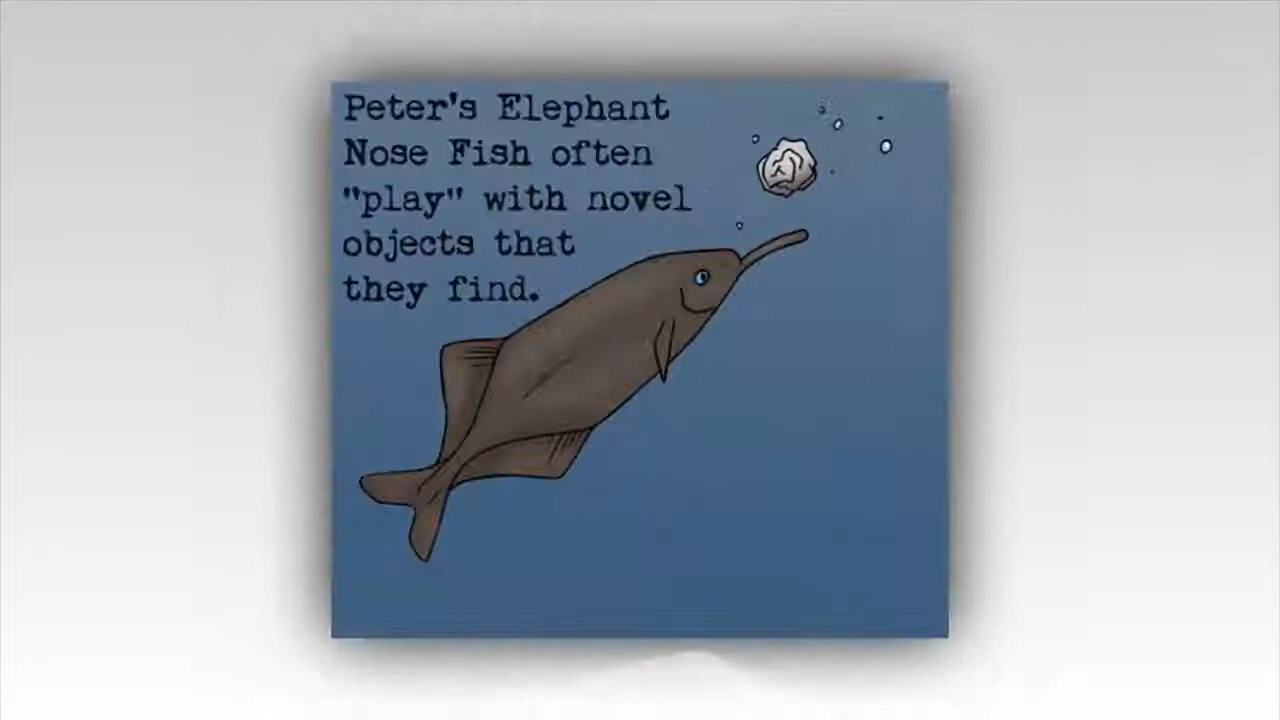 Peter's Elephant
Nose Fish often
"play" with novel
objects that
they find.